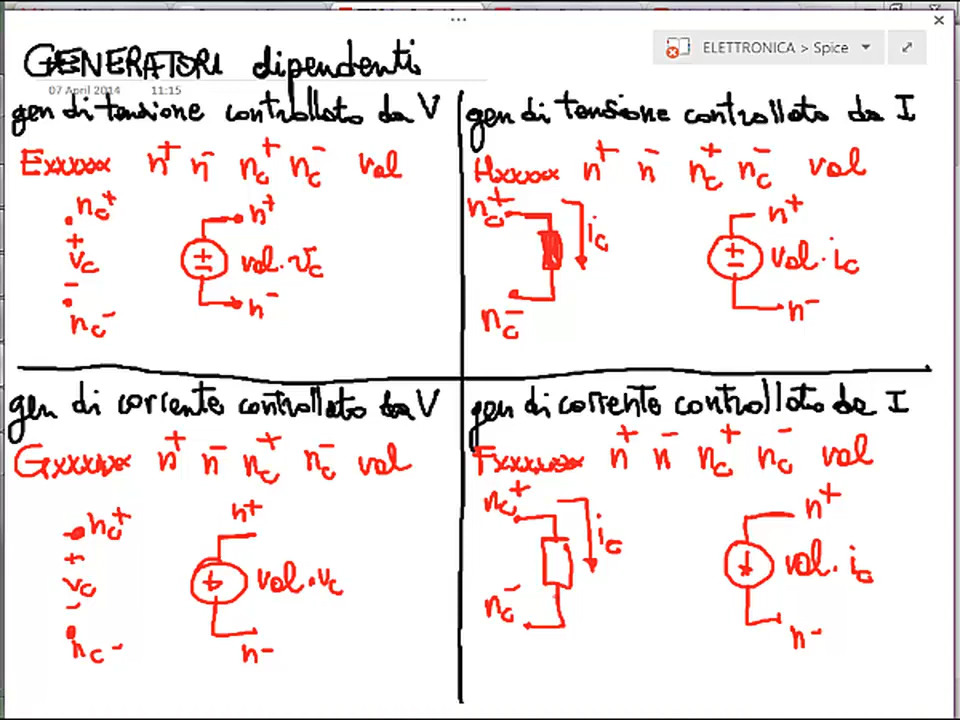 ELETTRONICA > Spice
GENERATORI dipendenti
07 April 2014 11:15
gen di tensione controllato da V
Exxxxx n+ n- nc+ nc- val
nc+
+
vc
-
nc-
n+
+
-
val·vc
n-
gen di tensione controllato da I
Hxxxxx n+ n- nc+ nc- val
nc+
ic
nc-
n+
+
-
val·ic
n-
gen di corrente controllato da V
Gxxxxx n+ n- nc+ nc- val
nc+
+
vc
-
nc-
n+
val·vc
n-
gen di corrente controllato da I
Fxxxxxx n+ n- nc+ nc- val
nc+
ic
nc-
n+
val·ic
n-